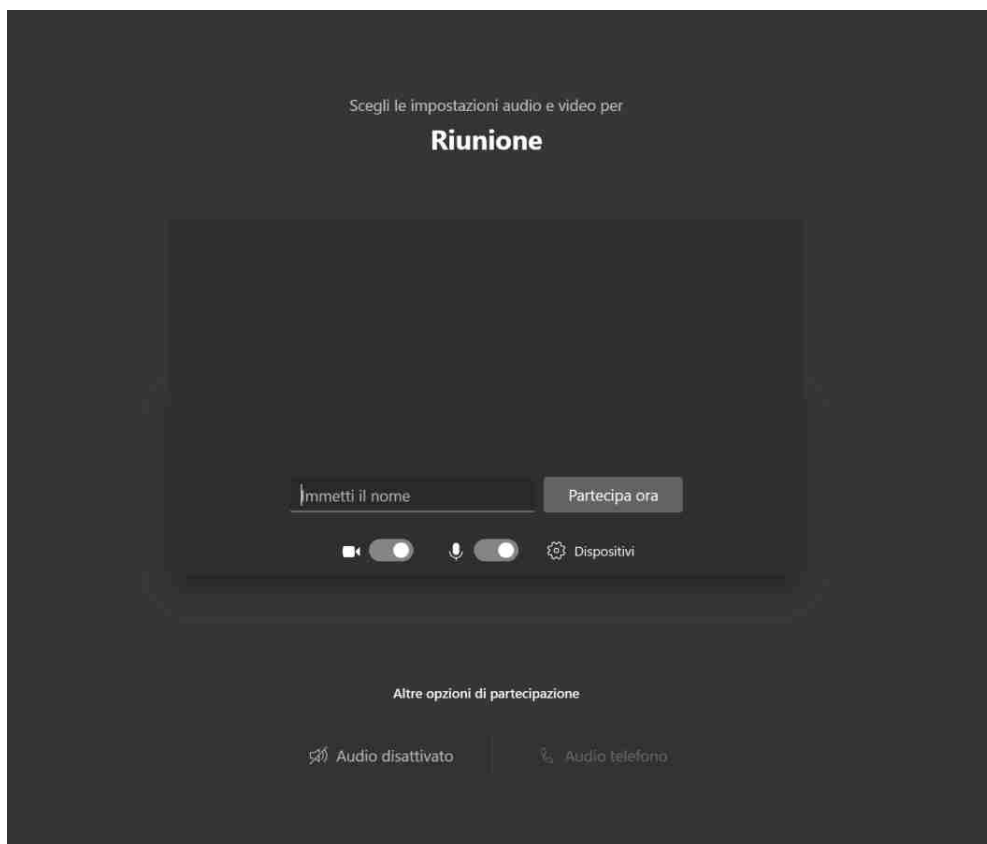 Scegli le impostazioni audio e video per
Riunione
Immetti il nome
Partecipa ora
Dispositivi
Altre opzioni di partecipazione
Audio disattivato
Audio telefono